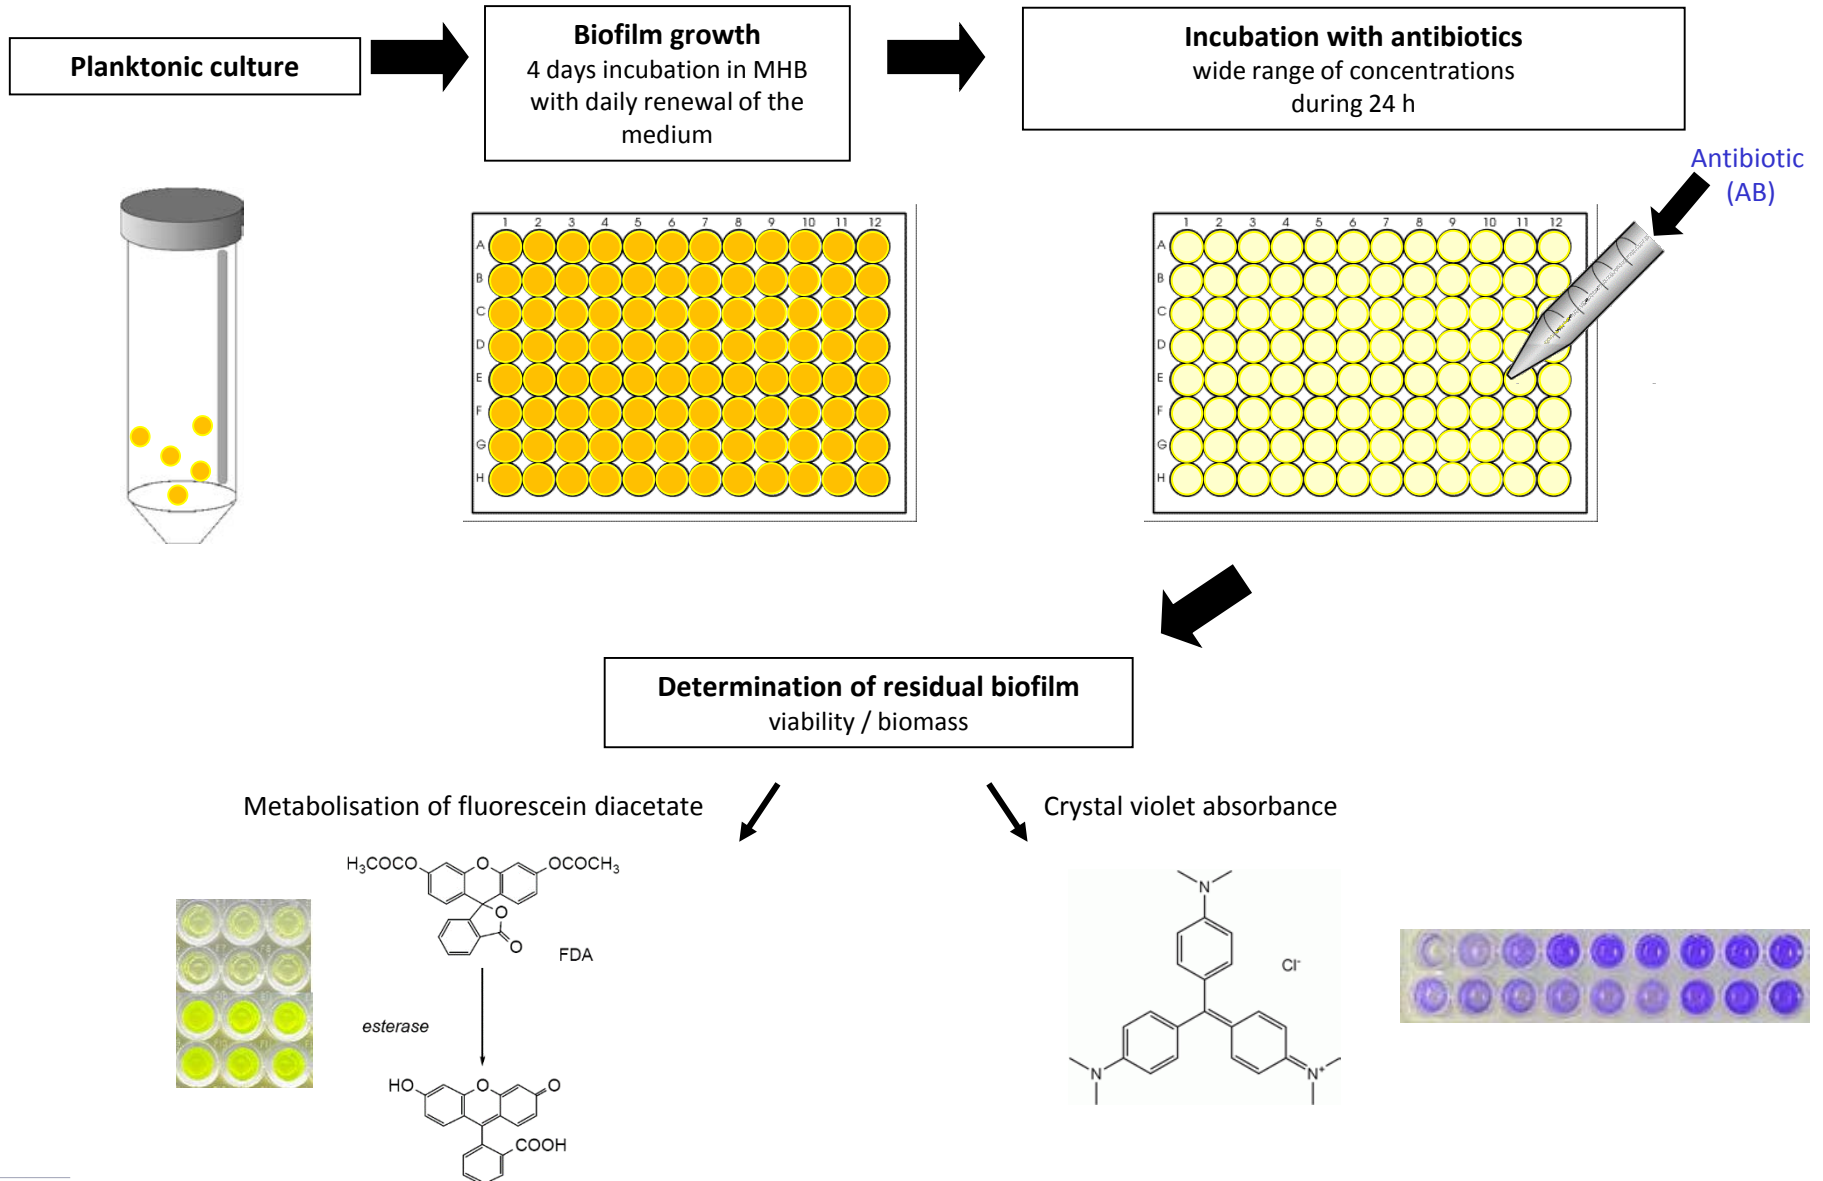 Planktonic culture
Biofilm growth
4 days incubation in MHB
with daily renewal of the
medium
Incubation with antibiotics
wide range of concentrations
during 24 h
Antibiotic
(AB)
1 2 3 4 5 6 7 8 9 10 11 12
A
B
C
D
E
F
G
H
1 2 3 4 5 6 7 8 9 10 11 12
A
B
C
D
E
F
G
H
Determination of residual biofilm
viability / biomass
Metabolisation of fluorescein diacetate
Crystal violet absorbance
H3COCO O OCOCH3
O
O
FDA
esterase
HO O O
COOH
N
Cl-
N N+